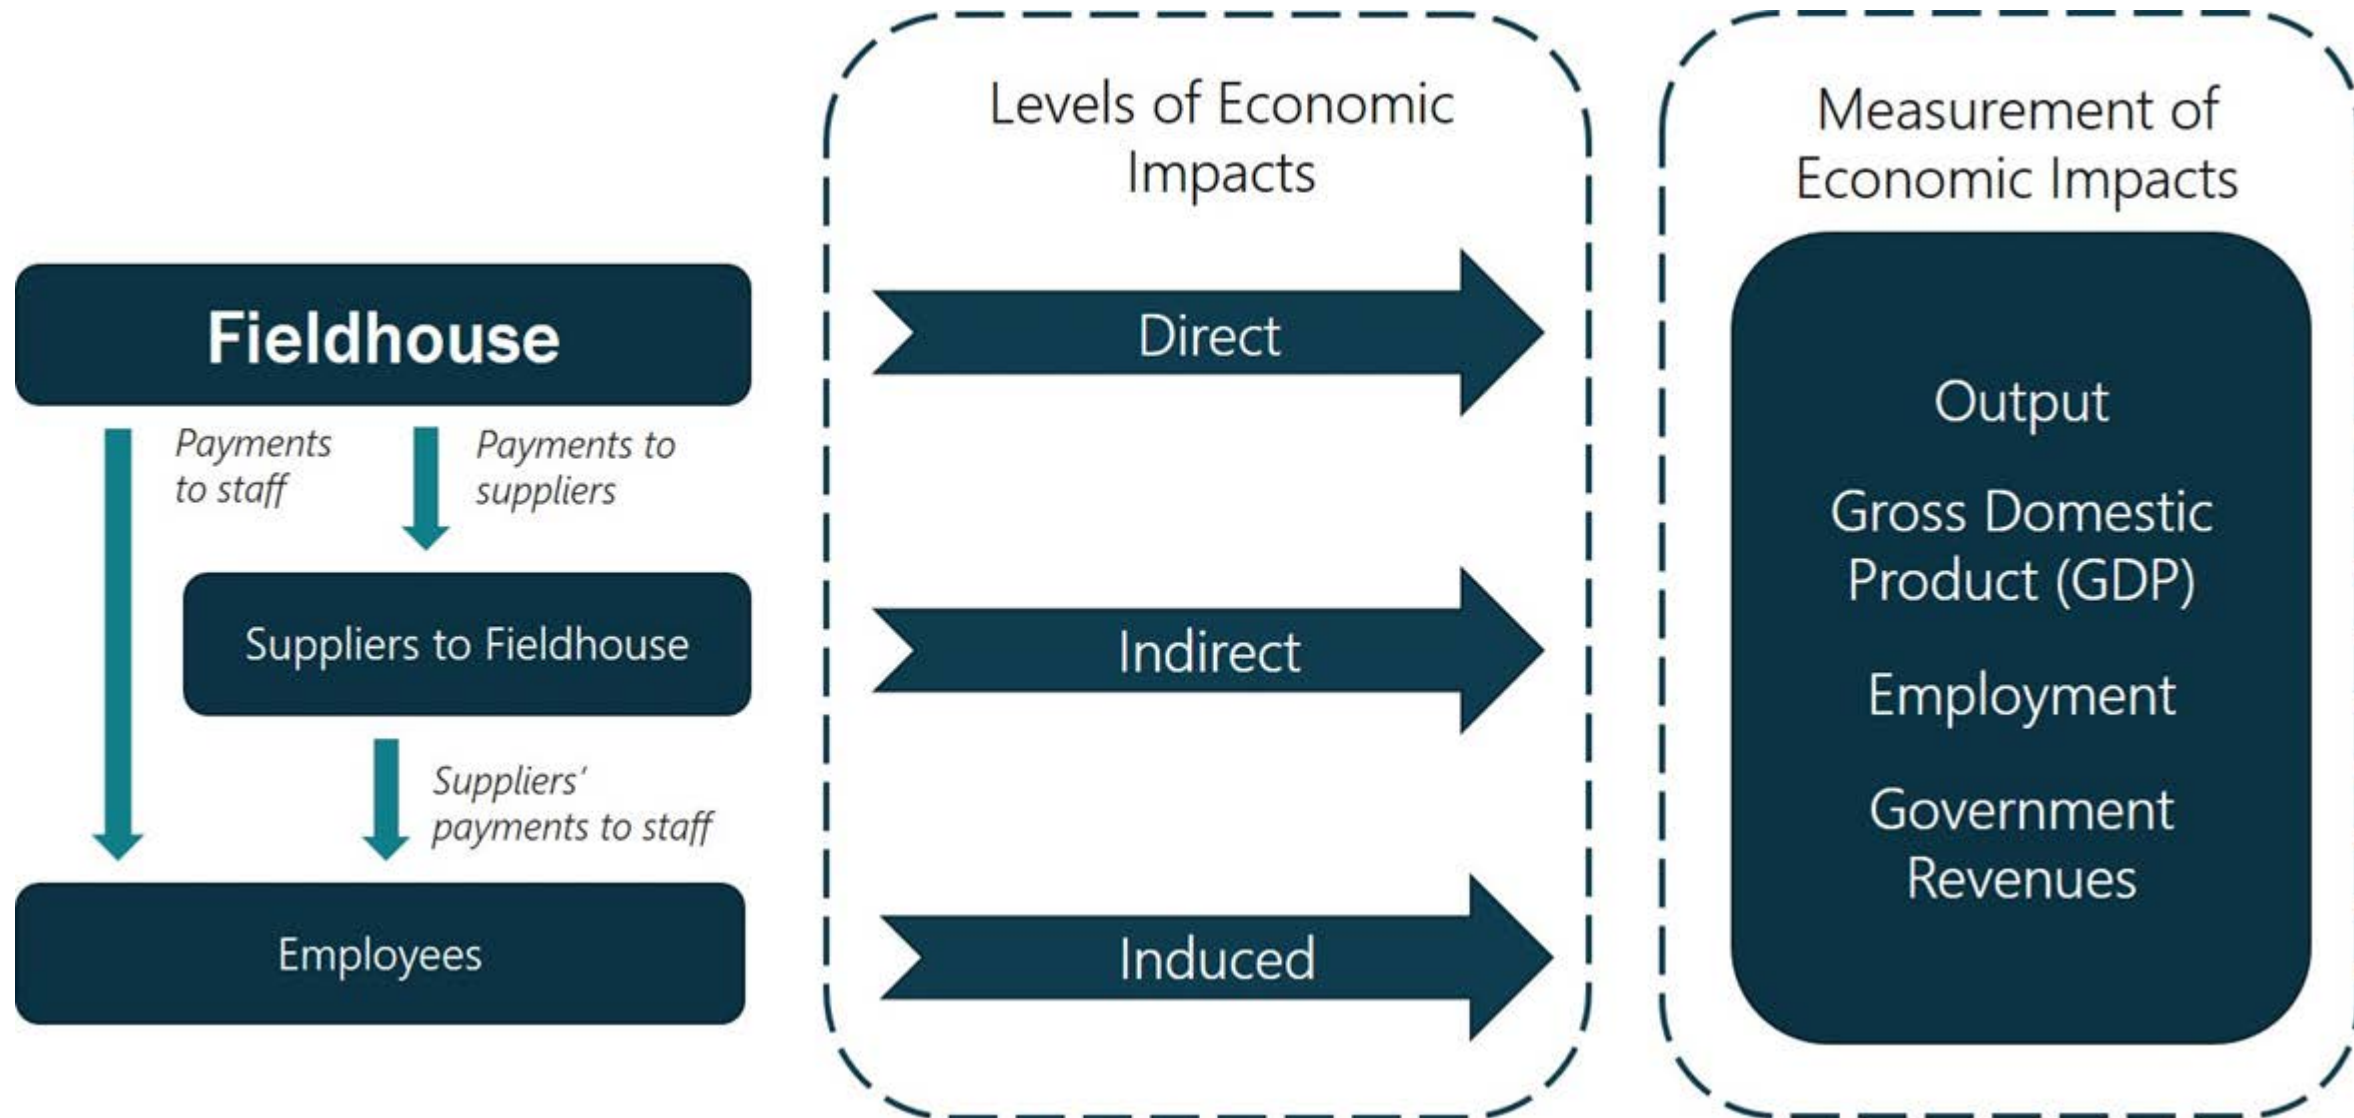 Levels of Economic
Impacts
Measurement of
Economic Impacts
Fieldhouse
Payments
to staff
Payments to
suppliers
Suppliers to Fieldhouse
Suppliers’
payments to staff
Employees
Direct
Indirect
Induced
Output
Gross Domestic
Product (GDP)
Employment
Government
Revenues